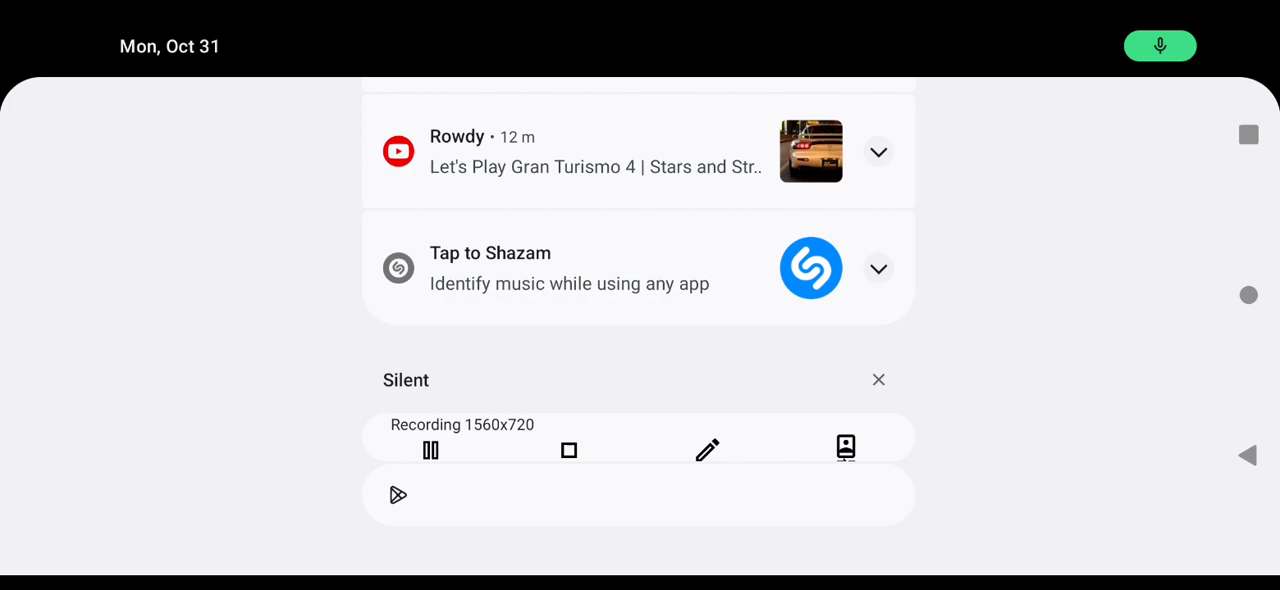 Mon, Oct 31
Rowdy • 12 m
Let's Play Gran Turismo 4 | Stars and Str..
Tap to Shazam
Identify music while using any app
Silent
Recording 1560x720